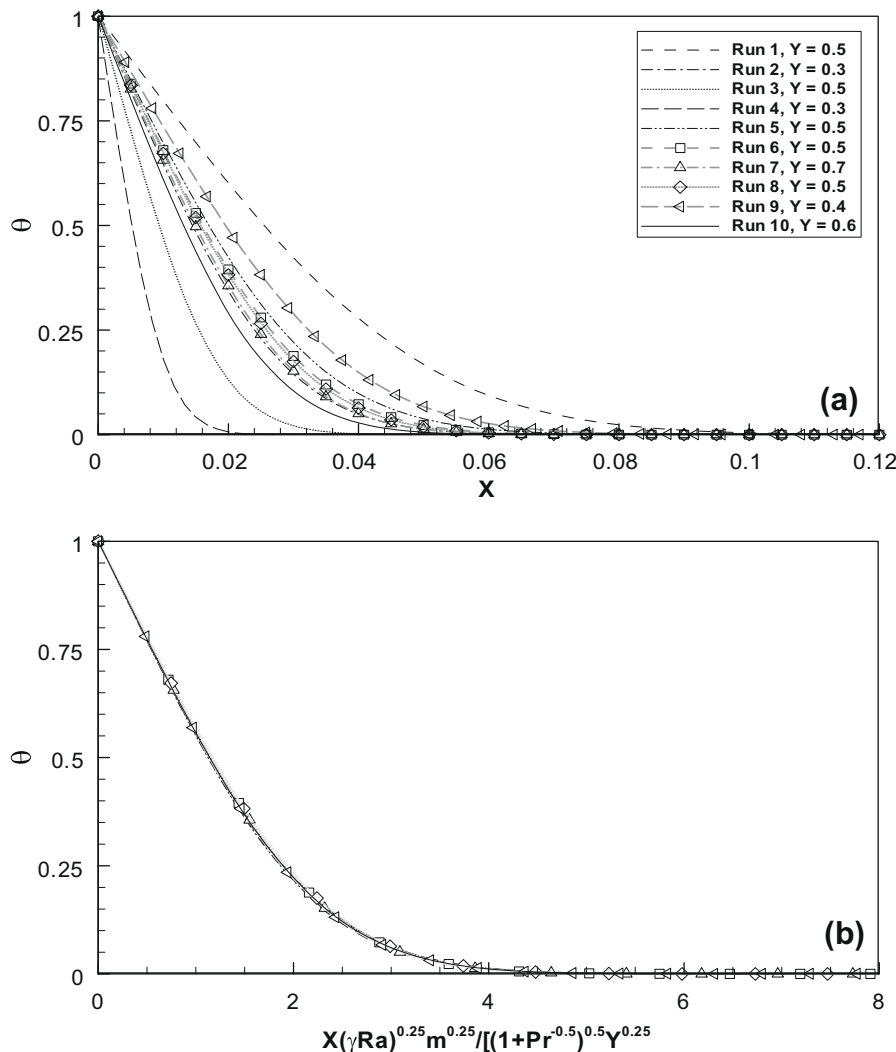 1
0.75
0.5
0.25
0
θ
Run 1, Y = 0.5
Run 2, Y = 0.3
Run 3, Y = 0.5
Run 4, Y = 0.3
Run 5, Y = 0.5
Run 6, Y = 0.5
Run 7, Y = 0.7
Run 8, Y = 0.5
Run 9, Y = 0.4
Run 10, Y = 0.6
(a)
0 0.02 0.04 0.06 0.08 0.1 0.12
X
1
0.75
0.5
0.25
0
θ
(b)
0 2 4 6 8
X(γRa)^0.25 m^0.25/[(1+Pr^-0.5)^0.5 Y^0.25